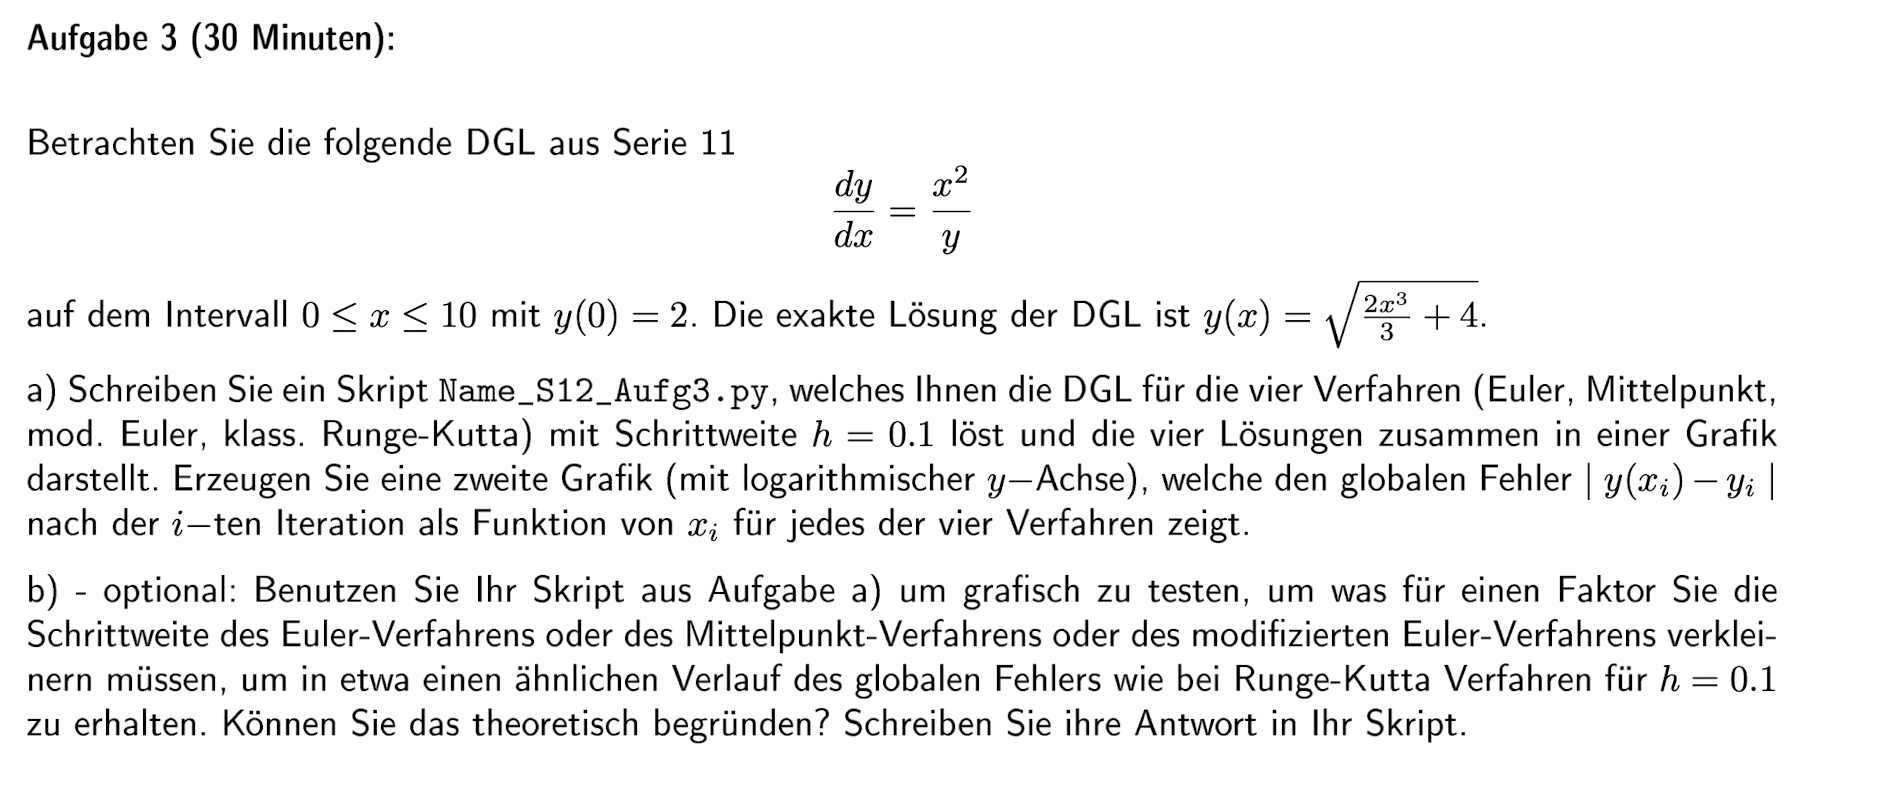 Aufgabe 3 (30 Minuten):
Betrachten Sie die folgende DGL aus Serie 11
\frac{dy}{dx} = \frac{x^2}{y}
auf dem Intervall 0 ≤ x ≤ 10 mit y(0) = 2. Die exakte Lösung der DGL ist y(x) = \sqrt{\frac{2x^3}{3} + 4}.
a) Schreiben Sie ein Skript Name_S12_Aufg3.py, welches Ihnen die DGL für die vier Verfahren (Euler, Mittelpunkt,
mod. Euler, klass. Runge-Kutta) mit Schrittweite h = 0.1 löst und die vier Lösungen zusammen in einer Grafik
darstellt. Erzeugen Sie eine zweite Grafik (mit logarithmischer y−Achse), welche den globalen Fehler | y(x_i) − y_i |
nach der i−ten Iteration als Funktion von x_i für jedes der vier Verfahren zeigt.
b) - optional: Benutzen Sie Ihr Skript aus Aufgabe a) um grafisch zu testen, um was für einen Faktor Sie die
Schrittweite des Euler-Verfahrens oder des Mittelpunkt-Verfahrens oder des modifizierten Euler-Verfahrens verklei-
nern müssen, um in etwa einen ähnlichen Verlauf des globalen Fehlers wie bei Runge-Kutta Verfahren für h = 0.1
zu erhalten. Können Sie das theoretisch begründen? Schreiben Sie ihre Antwort in Ihr Skript.